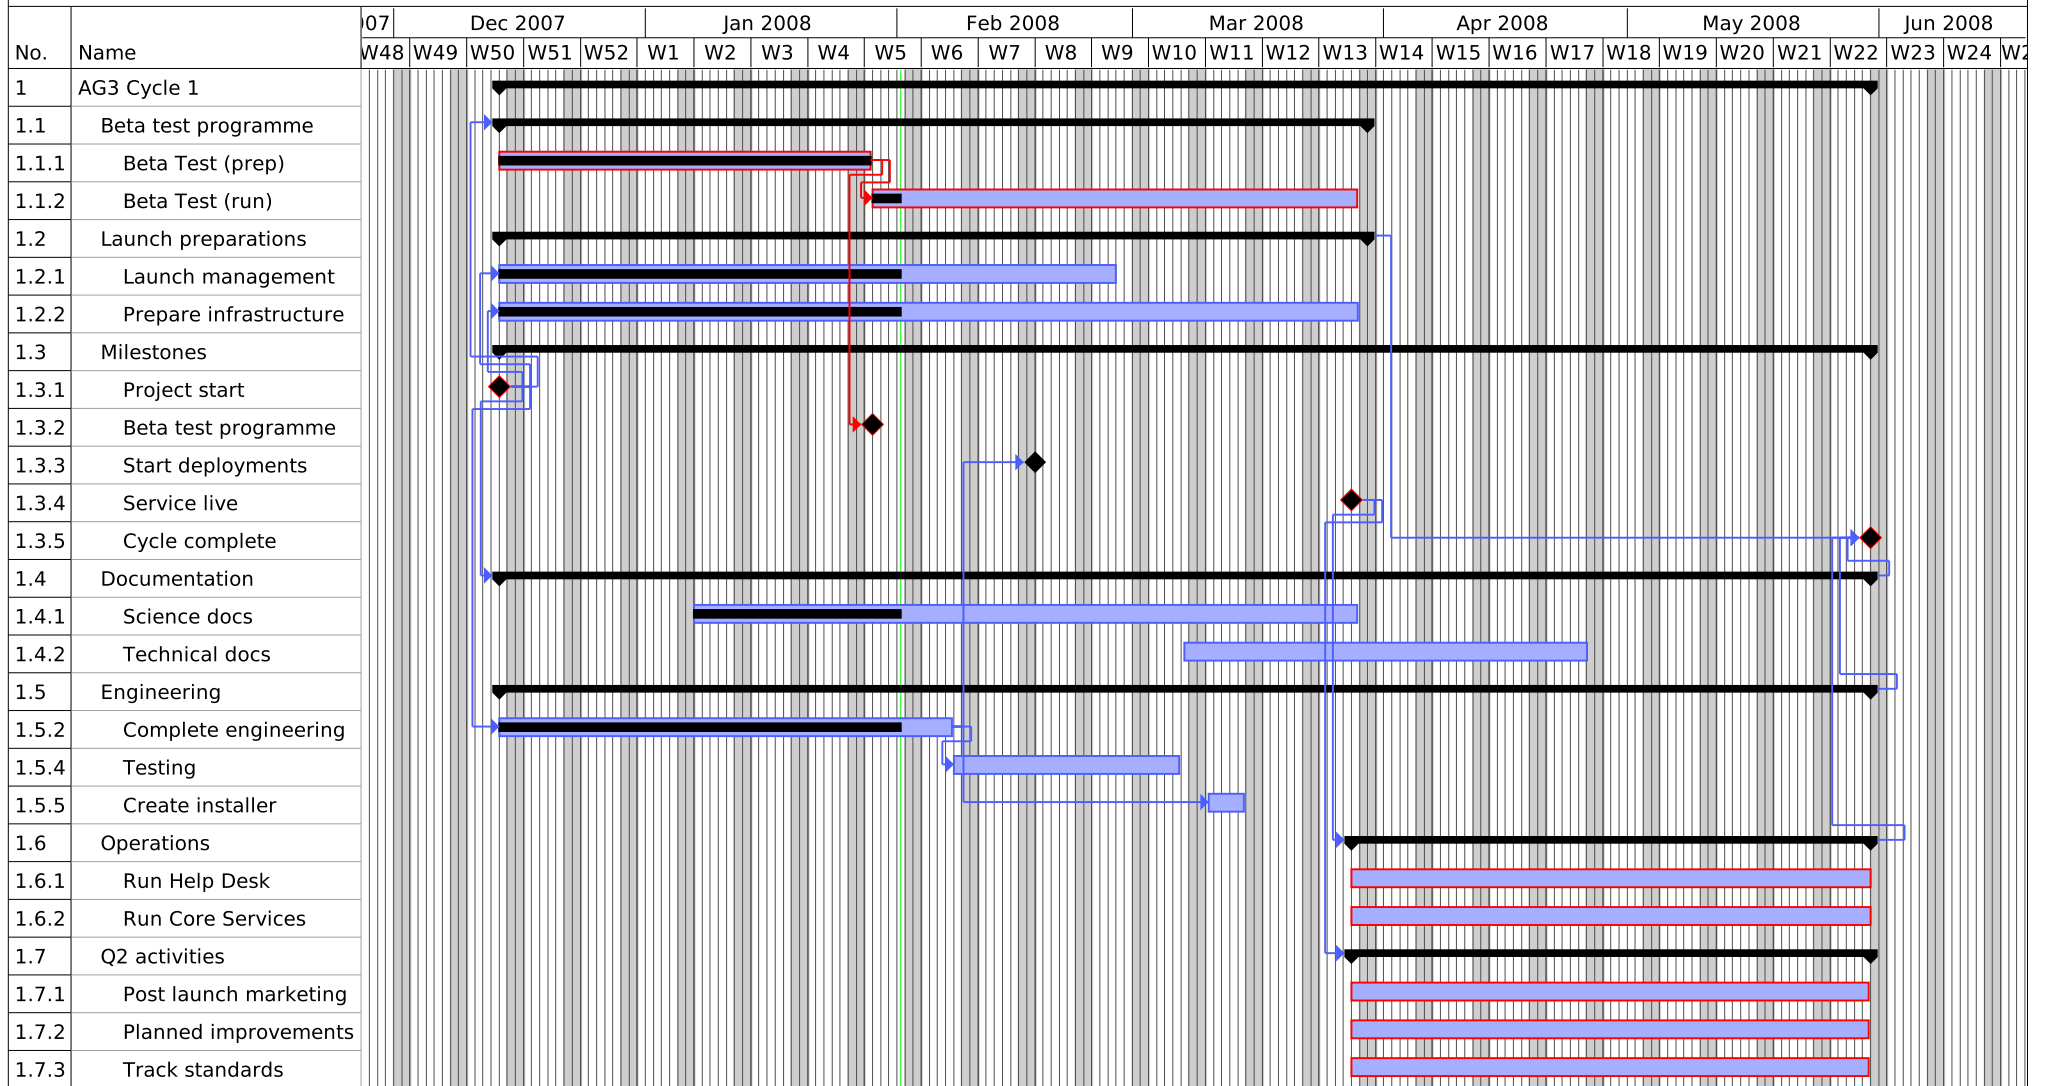 07 Dec 2007 Jan 2008 Feb 2008 Mar 2008 Apr 2008 May 2008 Jun 2008
No. Name W48 W49 W50 W51 W52 W1 W2 W3 W4 W5 W6 W7 W8 W9 W10 W11 W12 W13 W14 W15 W16 W17 W18 W19 W20 W21 W22 W23 W24 W2
1 AG3 Cycle 1
1.1 Beta test programme
1.1.1 Beta Test (prep)
1.1.2 Beta Test (run)
1.2 Launch preparations
1.2.1 Launch management
1.2.2 Prepare infrastructure
1.3 Milestones
1.3.1 Project start
1.3.2 Beta test programme
1.3.3 Start deployments
1.3.4 Service live
1.3.5 Cycle complete
1.4 Documentation
1.4.1 Science docs
1.4.2 Technical docs
1.5 Engineering
1.5.2 Complete engineering
1.5.4 Testing
1.5.5 Create installer
1.6 Operations
1.6.1 Run Help Desk
1.6.2 Run Core Services
1.7 Q2 activities
1.7.1 Post launch marketing
1.7.2 Planned improvements
1.7.3 Track standards